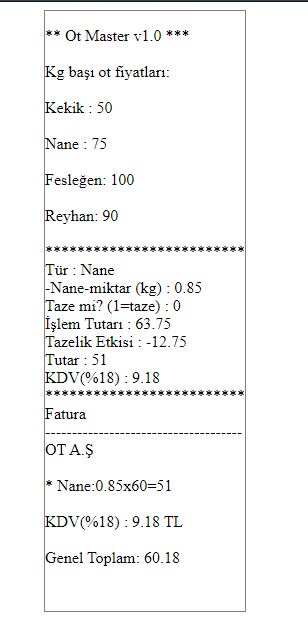 ** Ot Master v1.0 ***
Kg başı ot fiyatları:
Kekik : 50
Nane : 75
Fesleğen: 100
Reyhan: 90
*************************
Tür : Nane
-Nane-miktar (kg) : 0.85
Taze mi? (1=taze) : 0
İşlem Tutarı : 63.75
Tazelik Etkisi : -12.75
Tutar : 51
KDV(%18) : 9.18
*************************
Fatura
------------------------------------
OT A.Ş
* Nane:0.85x60=51
KDV(%18) : 9.18 TL
Genel Toplam: 60.18